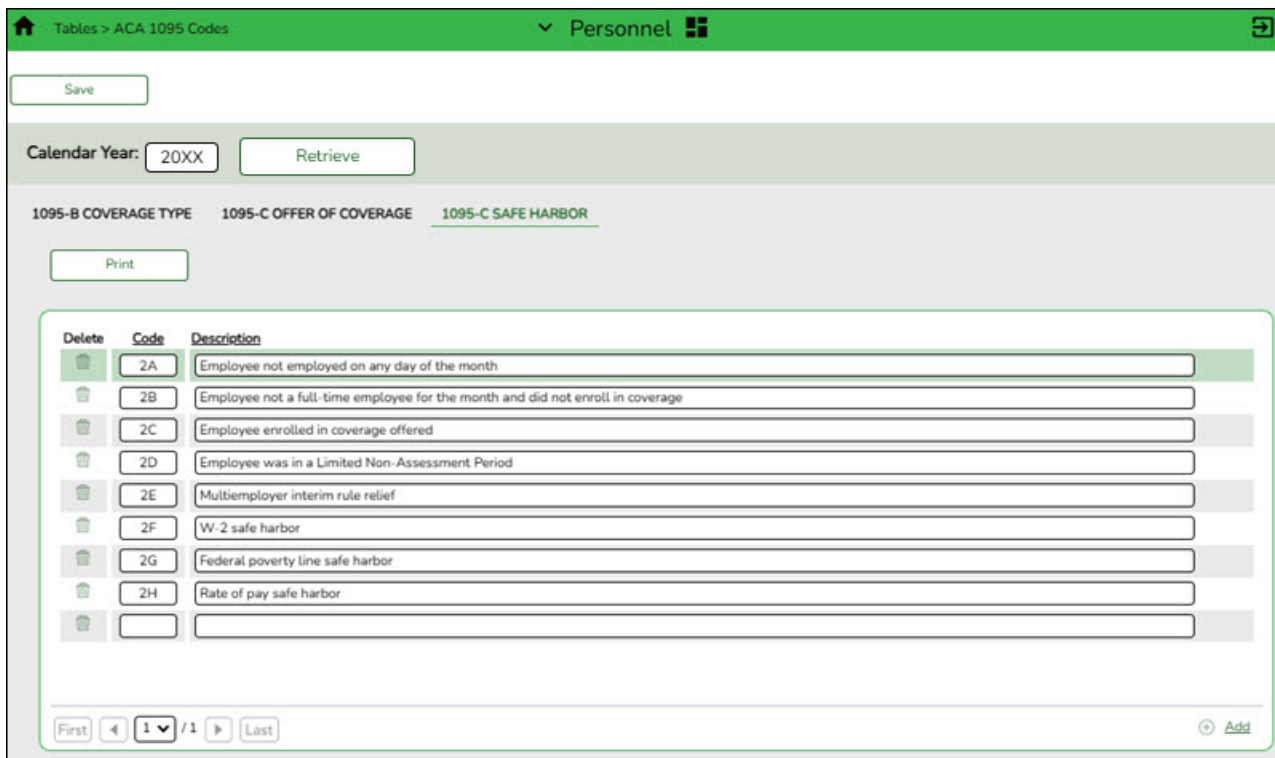 Tables > ACA 1095 Codes Personnel
Save
Calendar Year: 20XX Retrieve
1095-B COVERAGE TYPE 1095-C OFFER OF COVERAGE 1095-C SAFE HARBOR
Print
Delete Code Description
2A Employee not employed on any day of the month
2B Employee not a full-time employee for the month and did not enroll in coverage
2C Employee enrolled in coverage offered
2D Employee was in a Limited Non-Assessment Period
2E Multiemployer interim rule relief
2F W-2 safe harbor
2G Federal poverty line safe harbor
2H Rate of pay safe harbor
First 1 / 1 Last Add